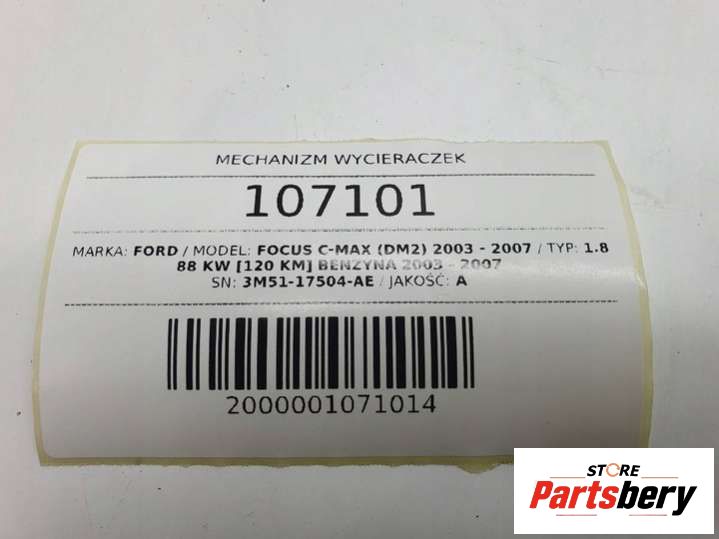 MECHANIZM WYCIERACZEK
107101
MARKA: FORD / MODEL: FOCUS C-MAX (DM2) 2003 - 2007 / TYP: 1.8
88 KW [120 KM] BENZYNA 2003 - 2007
SN: 3M51-17504-AE / JAKOŚĆ: A
2000001071014
STORE
Partsbery